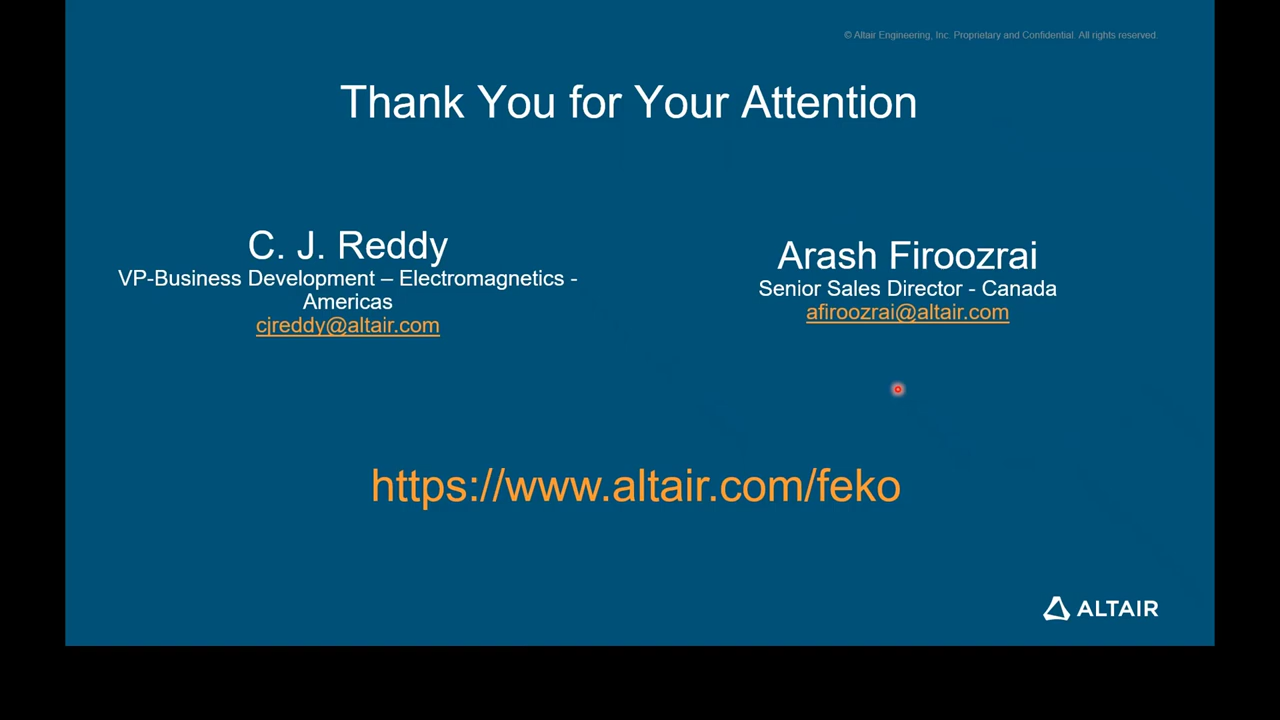 © Altair Engineering, Inc. Proprietary and Confidential. All rights reserved.
Thank You for Your Attention
C. J. Reddy
VP-Business Development – Electromagnetics -
Americas
cjreddy@altair.com
Arash Firoozrai
Senior Sales Director - Canada
afiroozrai@altair.com
https://www.altair.com/feko
ALTAIR